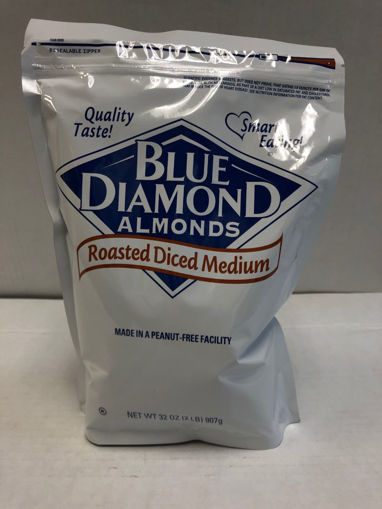 RESEALABLE ZIPPER
Quality
Taste!
Smart
Eating!
BLUE
DIAMOND
ALMONDS
Roasted Diced Medium
MADE IN A PEANUT-FREE FACILITY
NET WT 32 OZ (2 LB) 907g